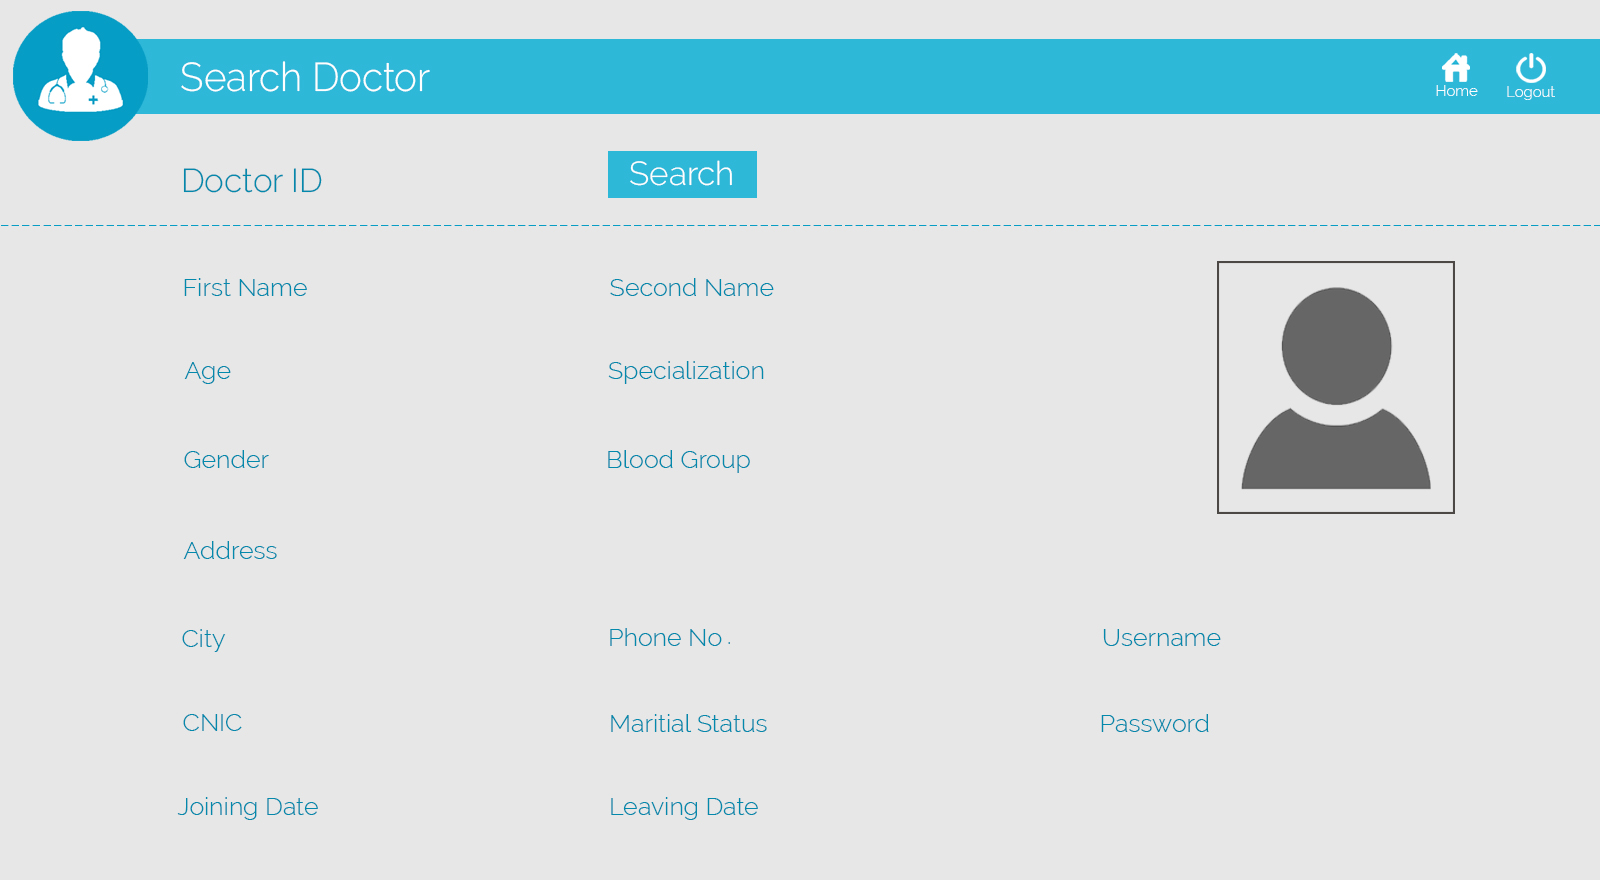 Search Doctor
Home
Logout
Doctor ID
Search
First Name
Second Name
Age
Specialization
Gender
Blood Group
Address
City
Phone No .
Username
CNIC
Maritial Status
Password
Joining Date
Leaving Date